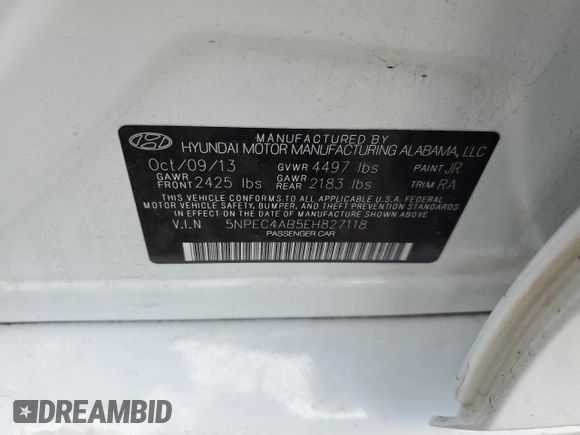 MANUFACTURED BY
HYUNDAI MOTOR MANUFACTURING ALABAMA, LLC
Oct/09/13 GVWR 4497 lbs PAINT JR
GAWR FRONT 2425 lbs GAWR REAR 2183 lbs TRIM RA
THIS VEHICLE CONFORMS TO ALL APPLICABLE U.S.A. FEDERAL
MOTOR VEHICLE SAFETY, BUMPER, AND THEFT PREVENTION
STANDARDS IN EFFECT ON THE DATE OF MANUFACTURE SHOWN ABOVE.
V.I.N 5NPEC4AB5EH827118
PASSENGER CAR
DREAMBID